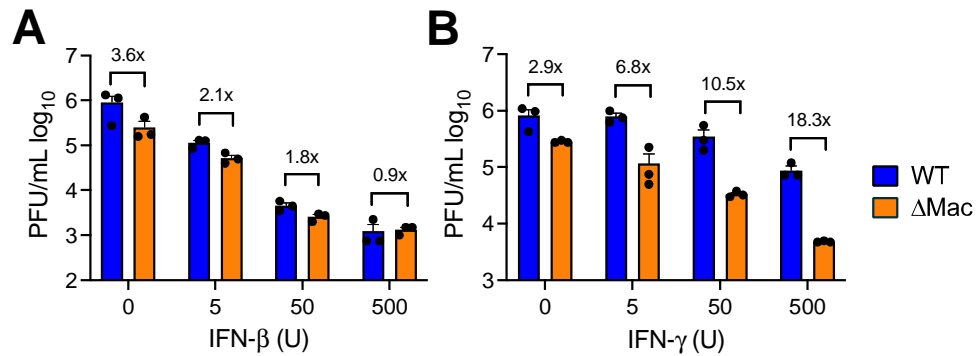 A
PFU/mL log10
7
6
5
4
3
2
3.6x
2.1x
1.8x
0.9x
0 5 50 500
IFN-β (U)
B
PFU/mL log10
7
6
5
4
3
2.9x
6.8x
10.5x
18.3x
0 5 50 500
IFN-γ (U)
WT
ΔMac